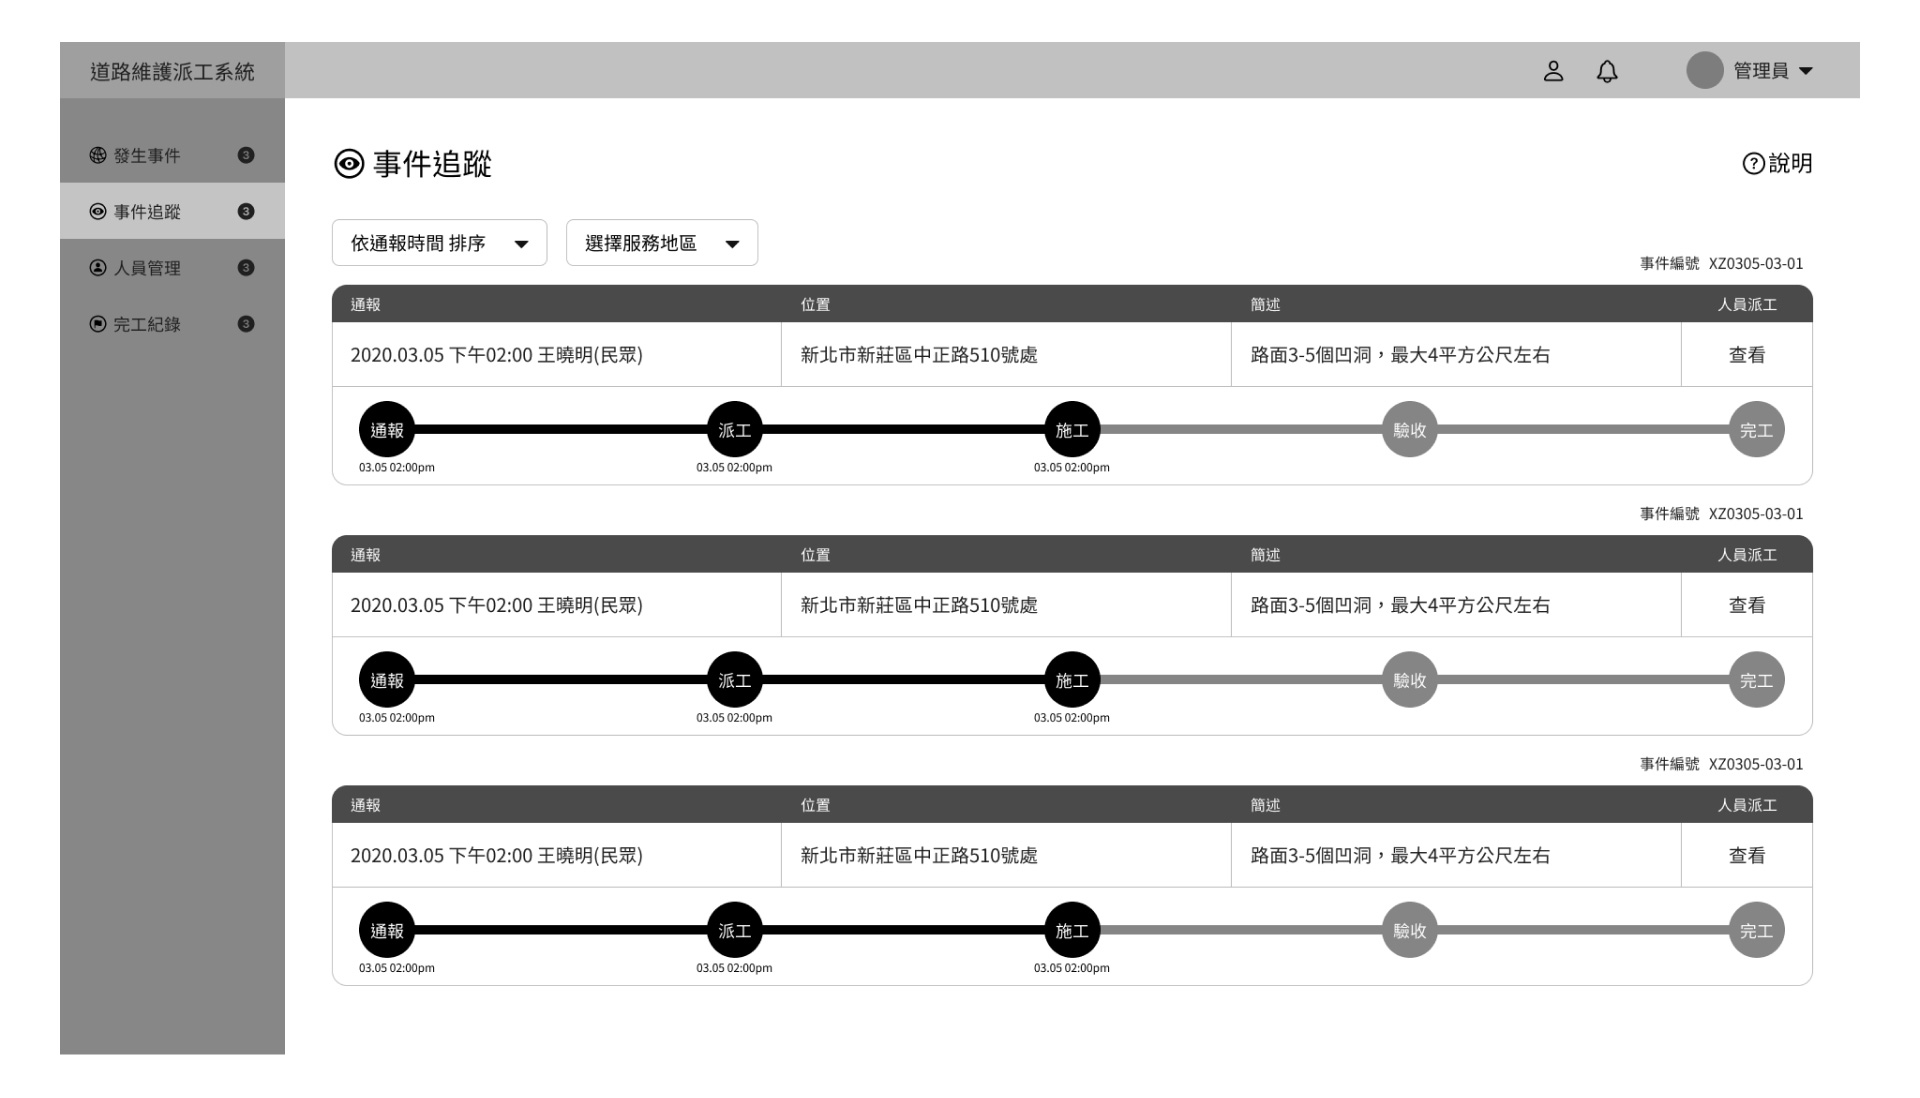 道路維護派工系統
管理員
發生事件 3
事件追蹤 3
人員管理 3
完工紀錄 3
事件追蹤
?說明
依通報時間 排序
選擇服務地區
事件編號 XZ0305-03-01
通報 位置 簡述 人員派工
2020.03.05 下午02:00 王曉明(民眾) 新北市新莊區中正路510號處 路面3-5個凹洞，最大4平方公尺左右 查看
通報 派工 施工 驗收 完工
03.05 02:00pm 03.05 02:00pm 03.05 02:00pm
事件編號 XZ0305-03-01
通報 位置 簡述 人員派工
2020.03.05 下午02:00 王曉明(民眾) 新北市新莊區中正路510號處 路面3-5個凹洞，最大4平方公尺左右 查看
通報 派工 施工 驗收 完工
03.05 02:00pm 03.05 02:00pm 03.05 02:00pm
事件編號 XZ0305-03-01
通報 位置 簡述 人員派工
2020.03.05 下午02:00 王曉明(民眾) 新北市新莊區中正路510號處 路面3-5個凹洞，最大4平方公尺左右 查看
通報 派工 施工 驗收 完工
03.05 02:00pm 03.05 02:00pm 03.05 02:00pm